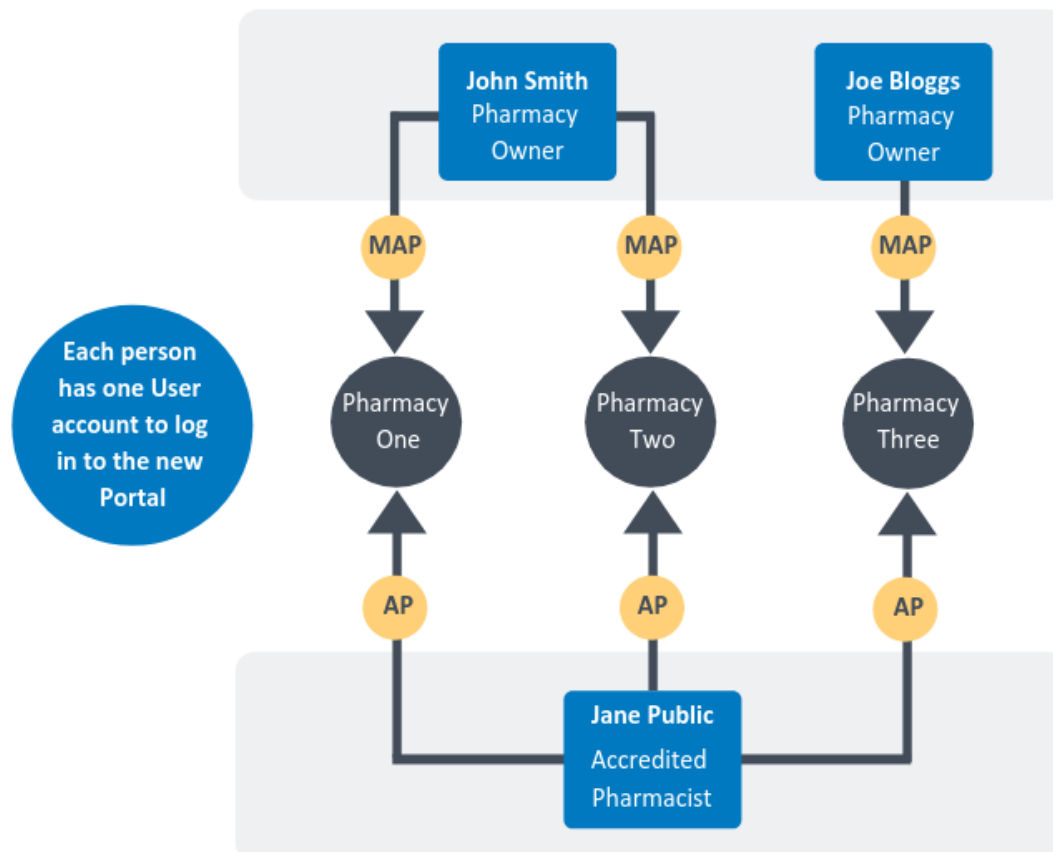 John Smith
Pharmacy
Owner
Joe Bloggs
Pharmacy
Owner
MAP
MAP
MAP
Each person
has one User
account to log
in to the new
Portal
Pharmacy
One
Pharmacy
Two
Pharmacy
Three
AP
AP
AP
Jane Public
Accredited
Pharmacist